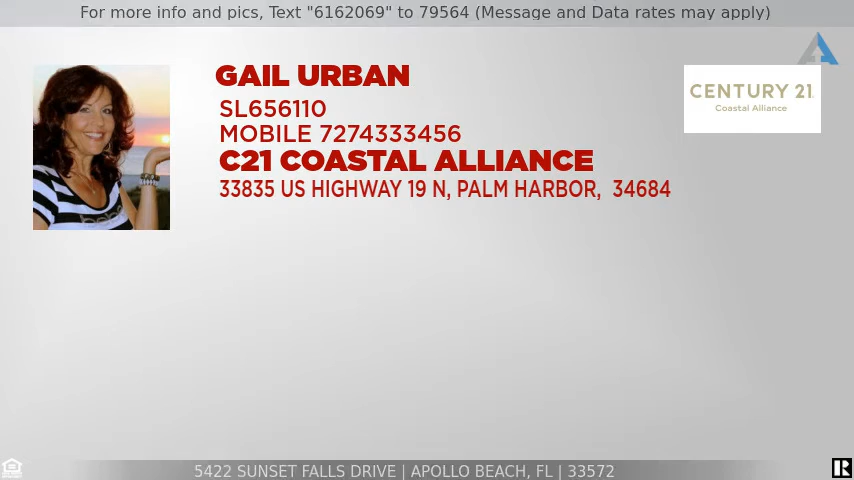 For more info and pics, Text "6162069" to 79564 (Message and Data rates may apply)
GAIL URBAN
SL656110
MOBILE 7274333456
C21 COASTAL ALLIANCE
33835 US HIGHWAY 19 N, PALM HARBOR, 34684
CENTURY 21
Coastal Alliance
5422 SUNSET FALLS DRIVE | APOLLO BEACH, FL | 33572